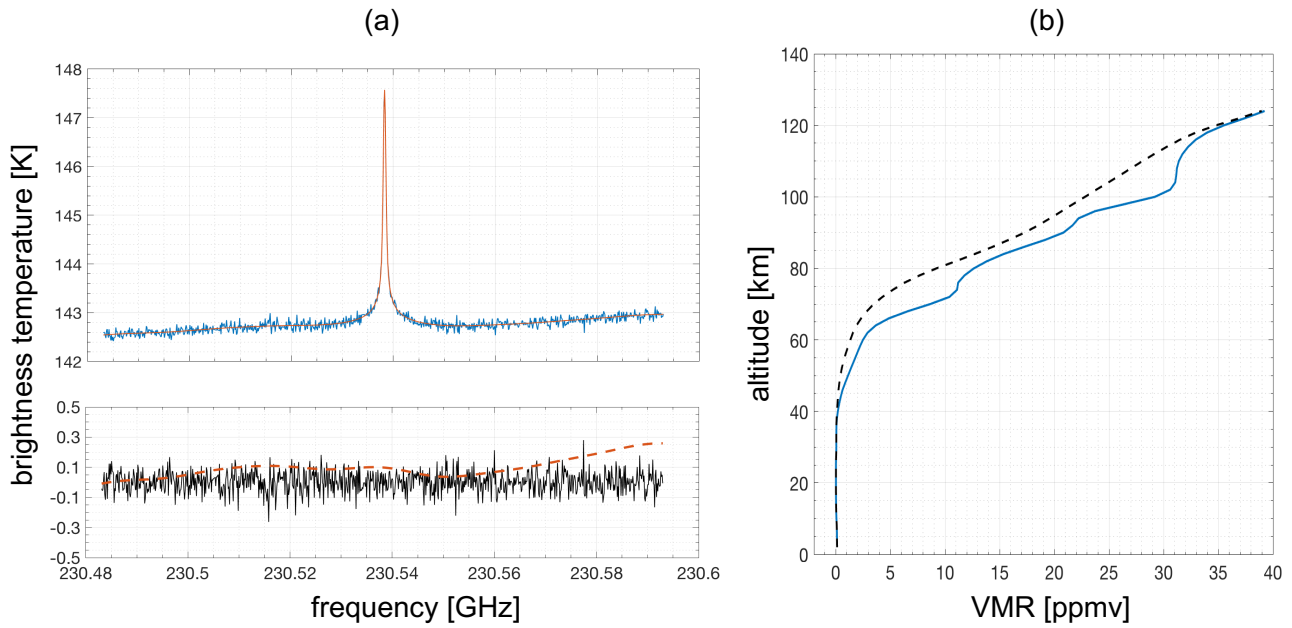 (a)
148
147
146
145
144
143
142
0.5
0.3
0.1
-0.1
-0.3
-0.5
230.48 230.5 230.52 230.54 230.56 230.58 230.6
brightness temperature [K]
frequency [GHz]
(b)
140
120
100
80
60
40
20
0
0 5 10 15 20 25 30 35 40
altitude [km]
VMR [ppmv]